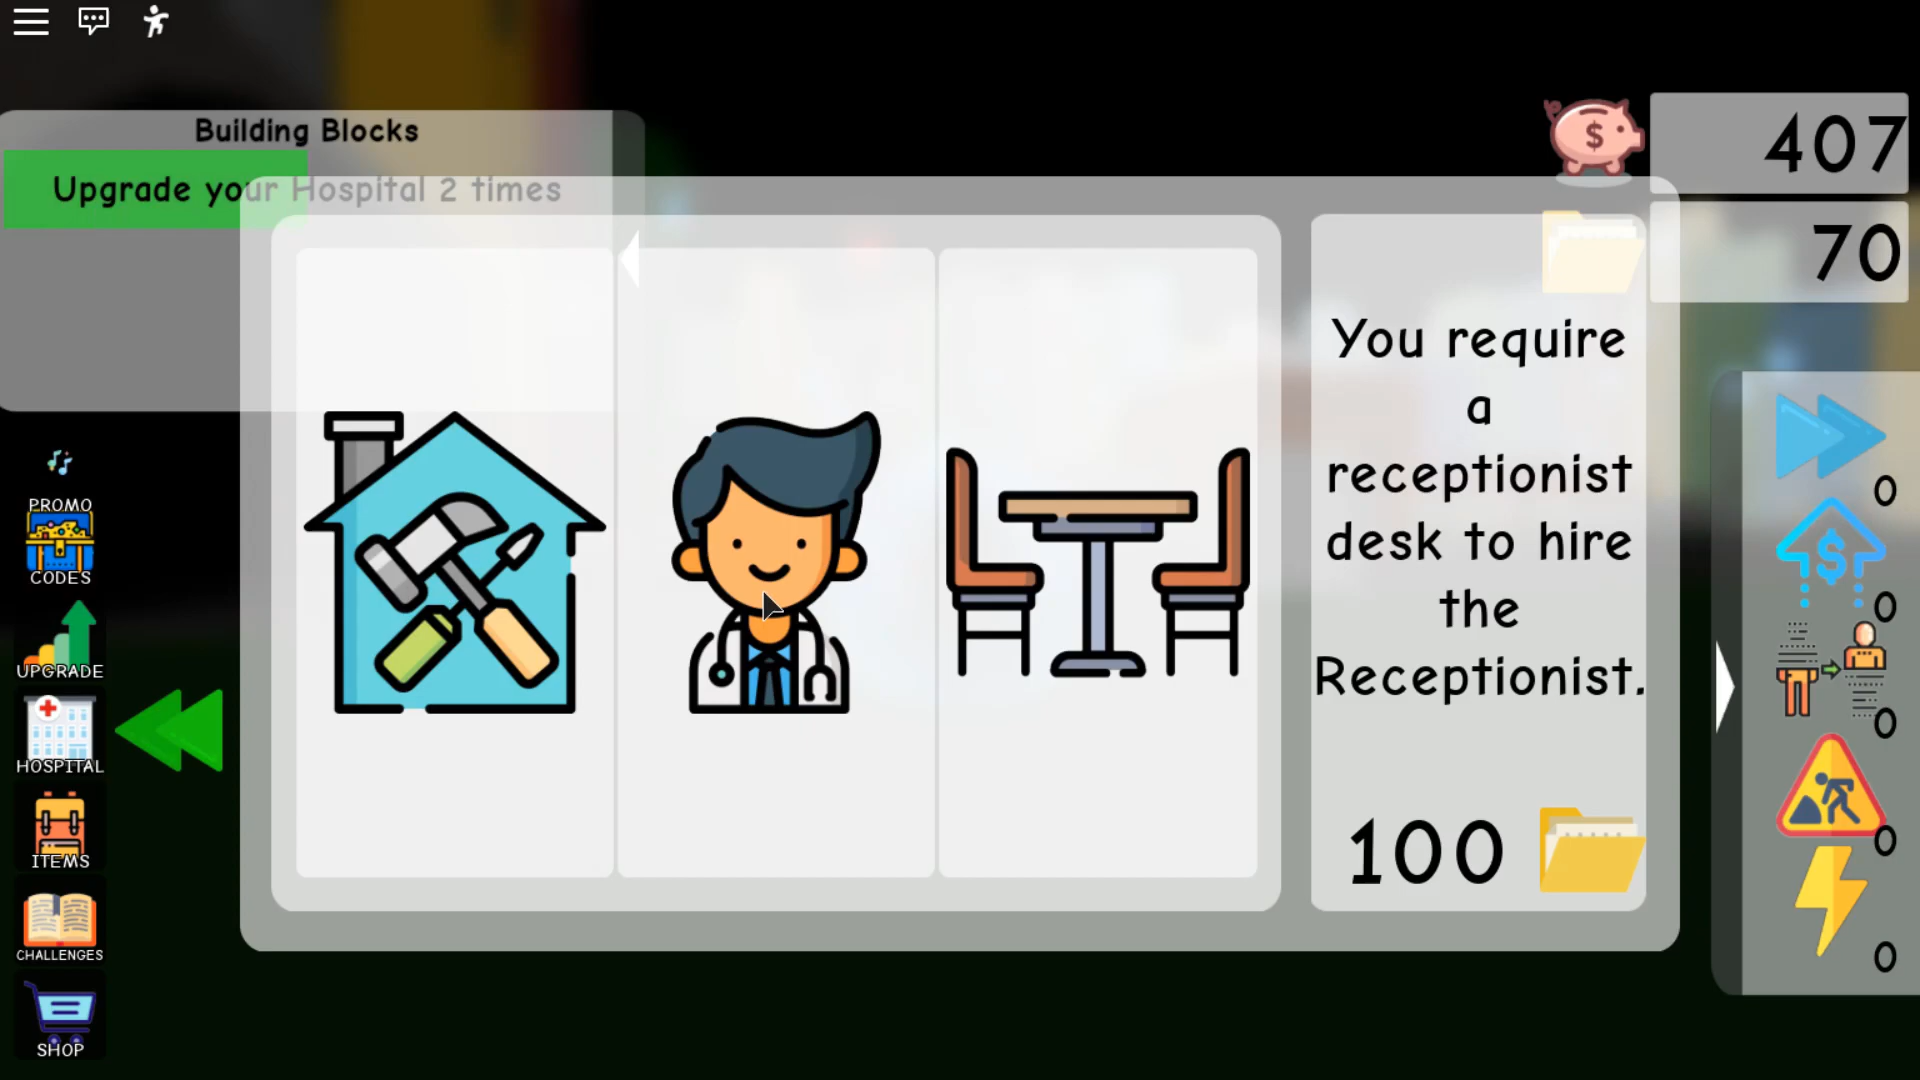 Building Blocks
Upgrade your Hospital 2 times
$
407
70
You require
a
receptionist
desk to hire
the
Receptionist.
100
PROMO
CODES
UPGRADE
HOSPITAL
ITEMS
CHALLENGES
SHOP
0
$
0
0
0
0